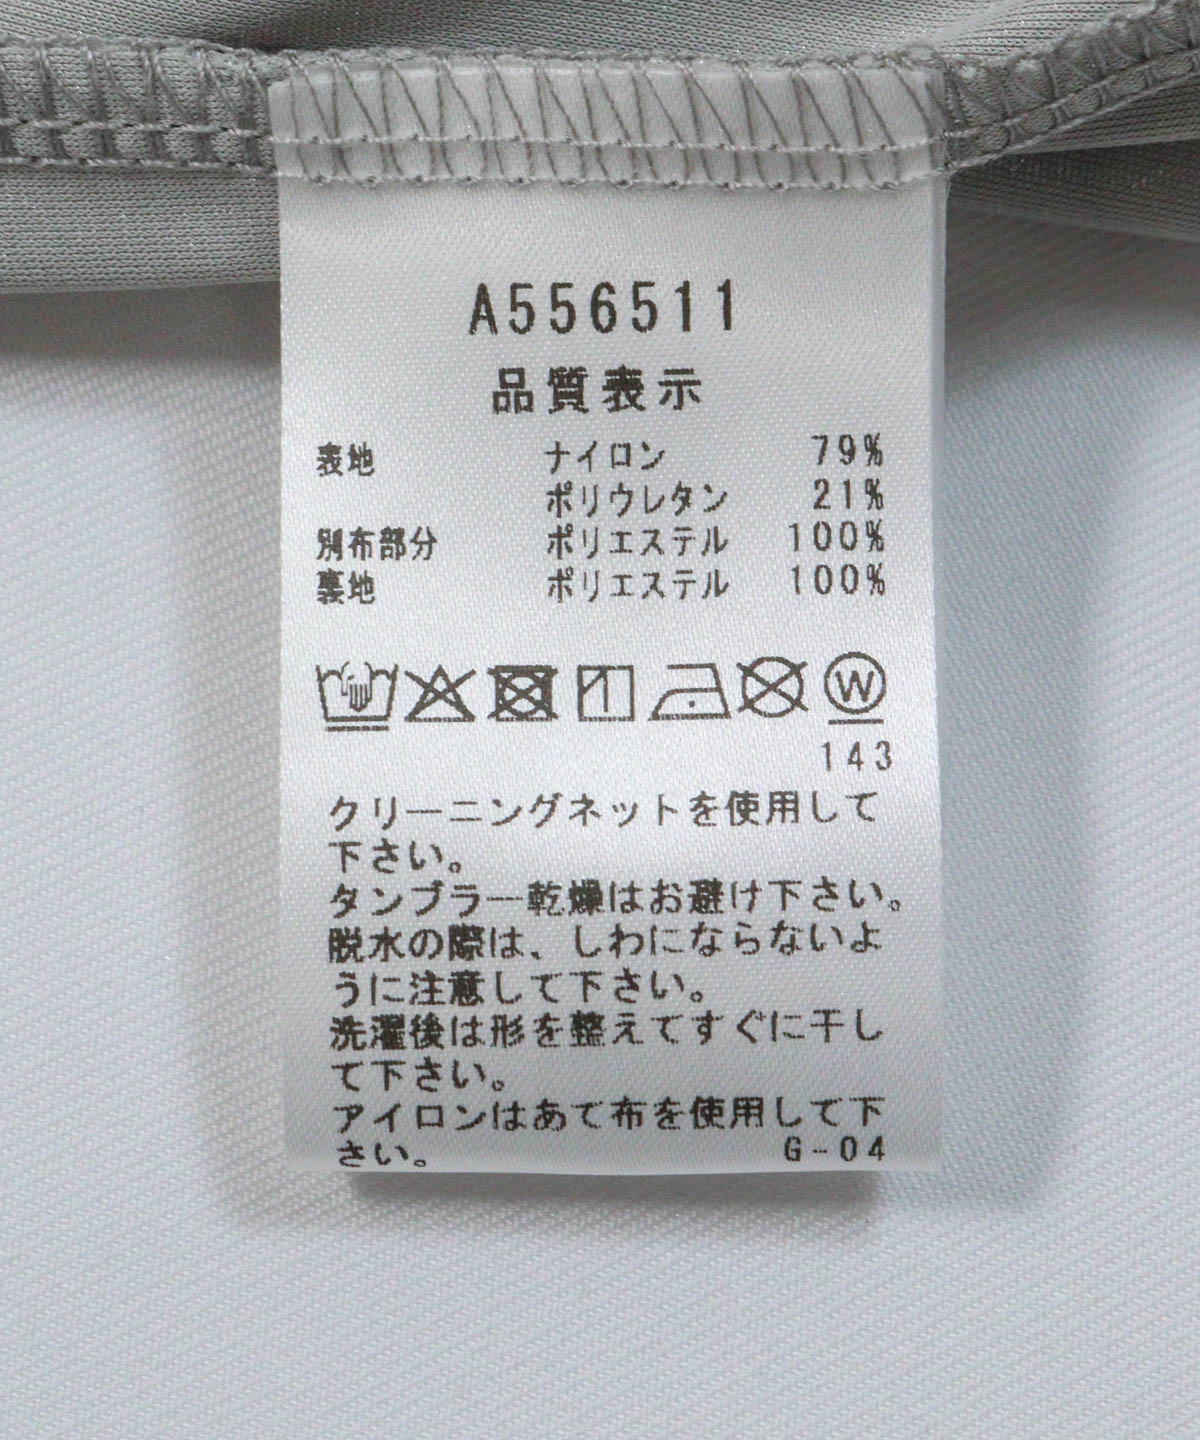 A556511
品質表示
表地 ナイロン 79%
ポリウレタン 21%
別布部分 ポリエステル 100%
裏地 ポリエステル 100%
W
143
クリーニングネットを使用して
下さい。
タンブラー乾燥はお避け下さい。
脱水の際は、しわにならないよ
うに注意して下さい。
洗濯後は形を整えてすぐに干し
て下さい。
アイロンはあて布を使用して下
さい。 G-04